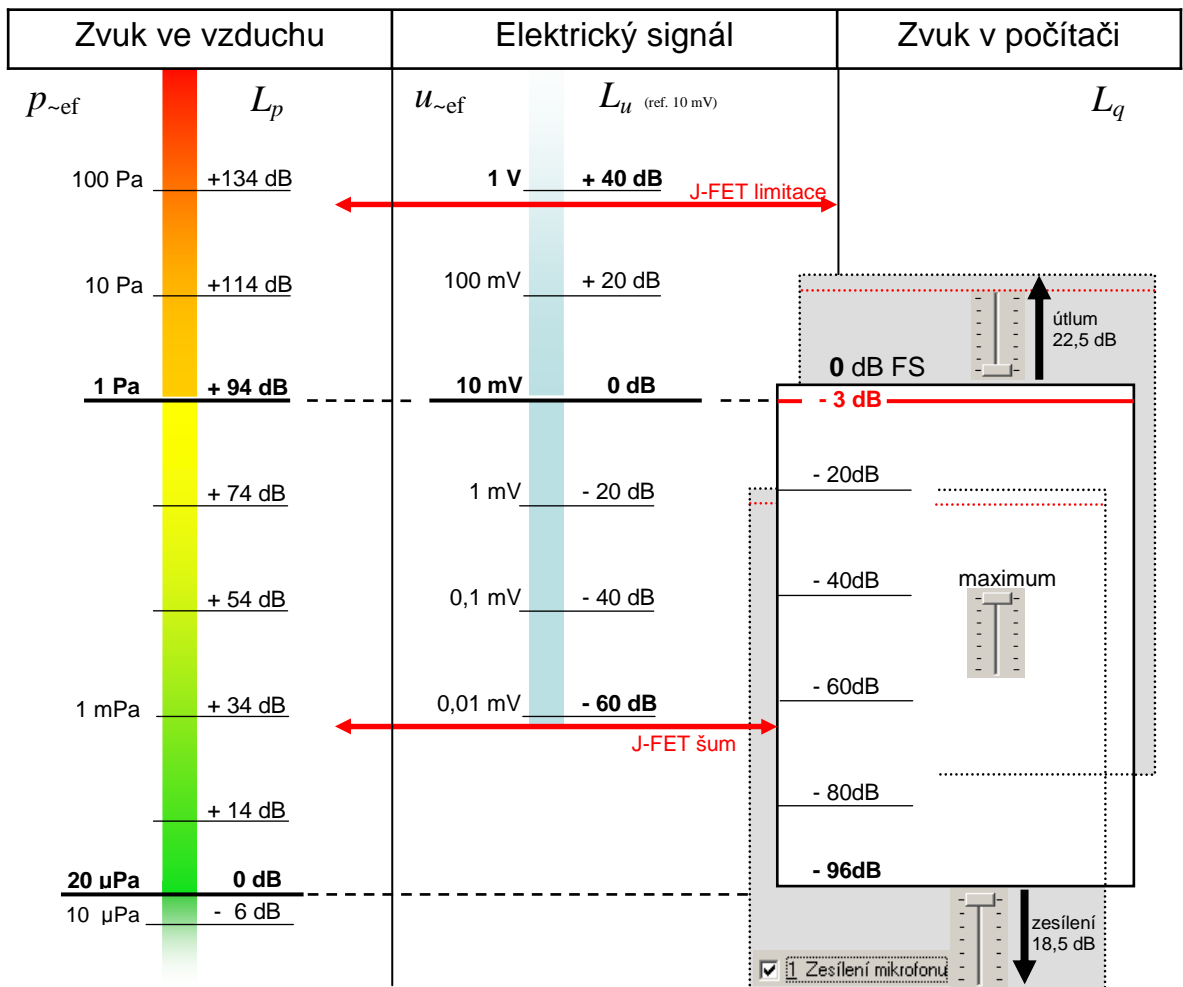 Zvuk ve vzduchu
Elektrický signál
Zvuk v počítači
p~ef
Lp
u~ef
Lu (ref. 10 mV)
Lq
100 Pa
+134 dB
1 V
+ 40 dB
J-FET limitace
10 Pa
+114 dB
100 mV
+ 20 dB
útlum
22,5 dB
0 dB FS
1 Pa
+ 94 dB
10 mV
0 dB
- 3 dB
+ 74 dB
1 mV
- 20 dB
- 20dB
+ 54 dB
0,1 mV
- 40 dB
- 40dB
maximum
1 mPa
+ 34 dB
0,01 mV
- 60 dB
- 60dB
J-FET šum
+ 14 dB
- 80dB
20 µPa
0 dB
- 96dB
10 µPa
- 6 dB
zesílení
18,5 dB
1 Zesílení mikrofonu